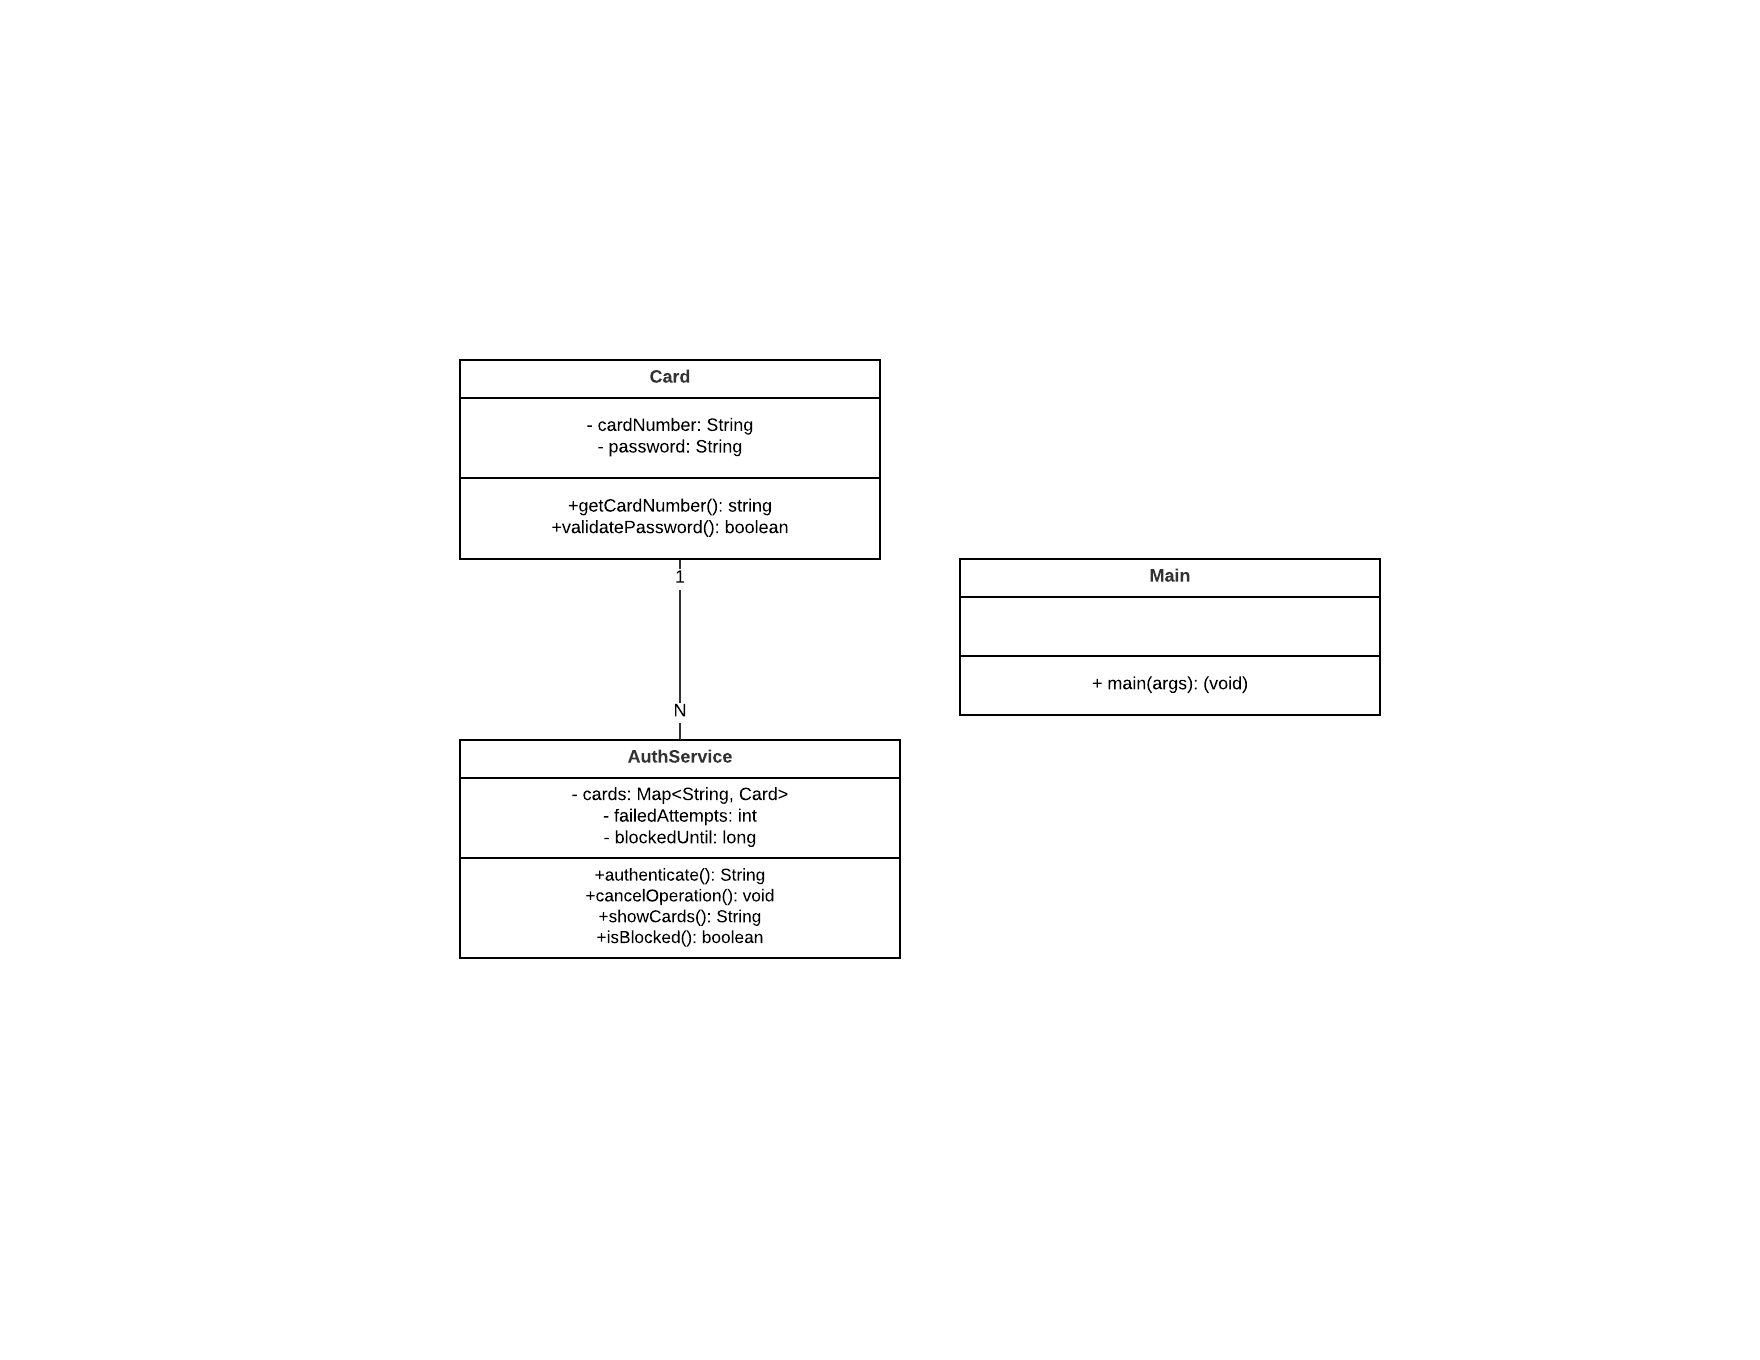 Card
- cardNumber: String
- password: String
+getCardNumber(): string
+validatePassword(): boolean
1
N
AuthService
- cards: Map<String, Card>
- failedAttempts: int
- blockedUntil: long
+authenticate(): String
+cancelOperation(): void
+showCards(): String
+isBlocked(): boolean
Main
+ main(args): (void)